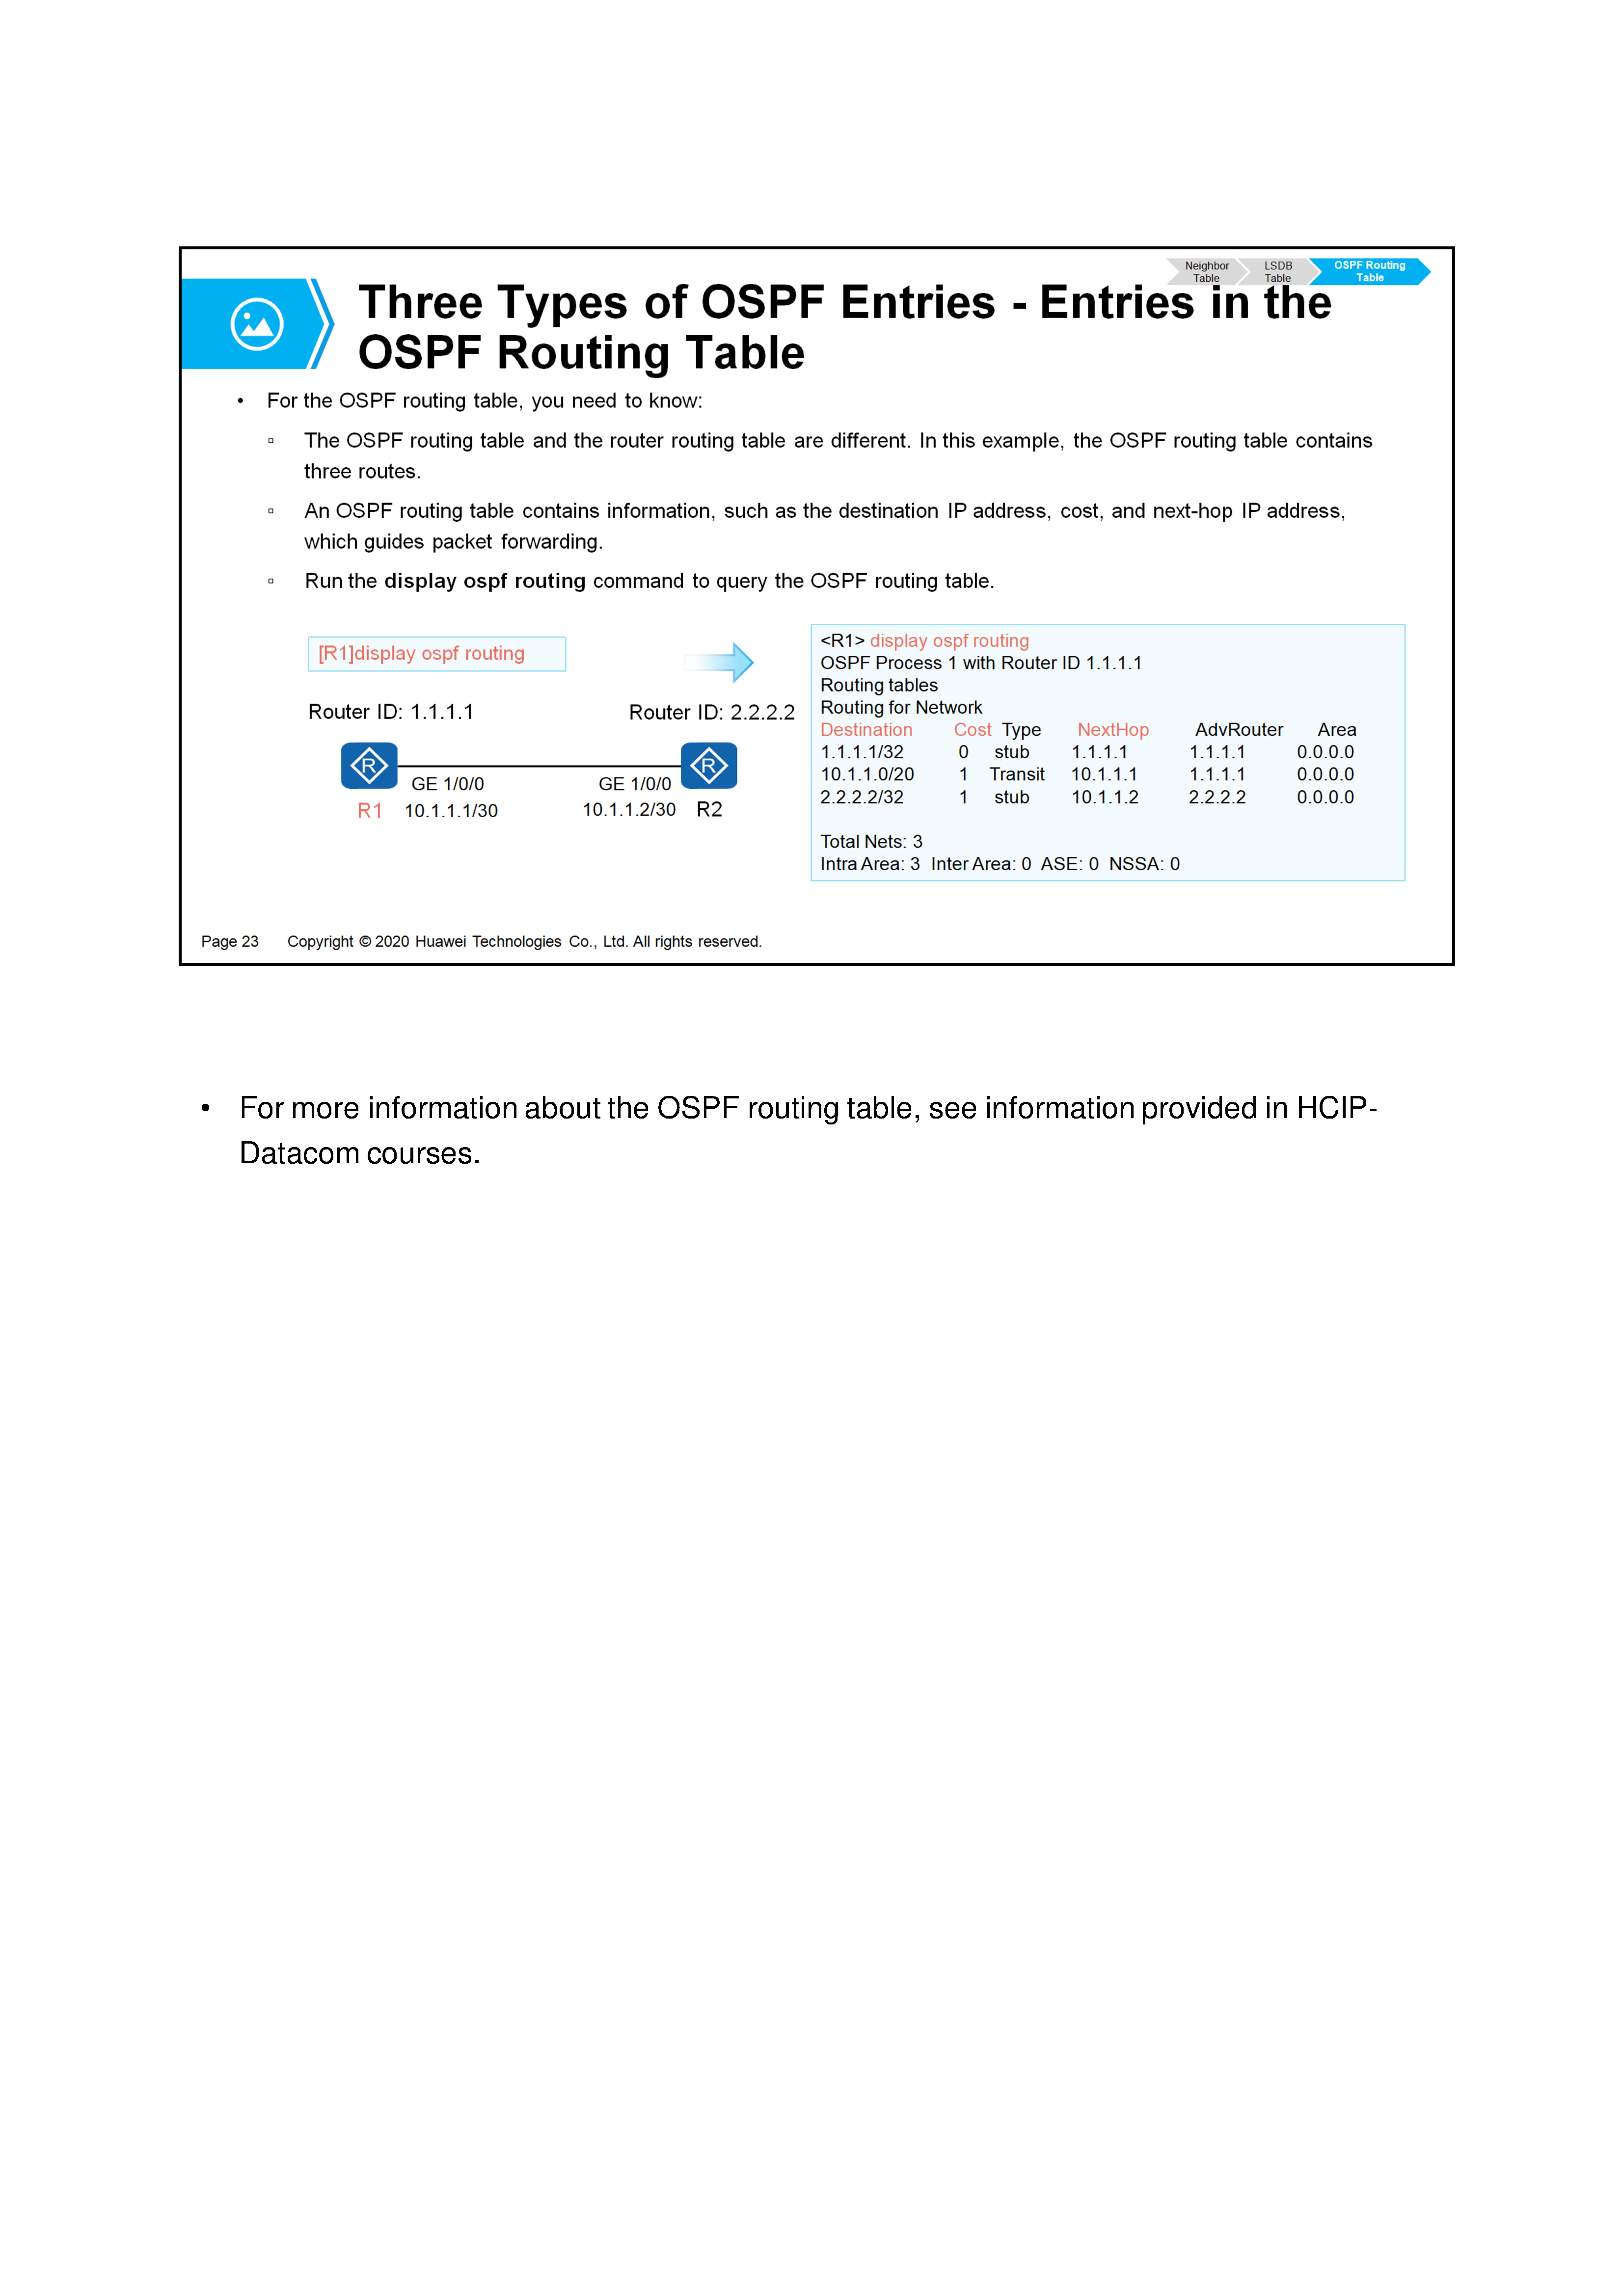 Neighbor Table
LSDB Table
OSPF Routing Table
Three Types of OSPF Entries - Entries in the
OSPF Routing Table
• For the OSPF routing table, you need to know:
▫ The OSPF routing table and the router routing table are different. In this example, the OSPF routing table contains
three routes.
▫ An OSPF routing table contains information, such as the destination IP address, cost, and next-hop IP address,
which guides packet forwarding.
▫ Run the display ospf routing command to query the OSPF routing table.
[R1]display ospf routing
Router ID: 1.1.1.1
Router ID: 2.2.2.2
R
R
GE 1/0/0
GE 1/0/0
R1
10.1.1.1/30
10.1.1.2/30
R2
<R1> display ospf routing
OSPF Process 1 with Router ID 1.1.1.1
Routing tables
Routing for Network
Destination Cost Type NextHop AdvRouter Area
1.1.1.1/32 0 stub 1.1.1.1 1.1.1.1 0.0.0.0
10.1.1.0/20 1 Transit 10.1.1.1 1.1.1.1 0.0.0.0
2.2.2.2/32 1 stub 10.1.1.2 2.2.2.2 0.0.0.0
Total Nets: 3
Intra Area: 3 Inter Area: 0 ASE: 0 NSSA: 0
Page 23 Copyright © 2020 Huawei Technologies Co., Ltd. All rights reserved.
• For more information about the OSPF routing table, see information provided in HCIP-
Datacom courses.